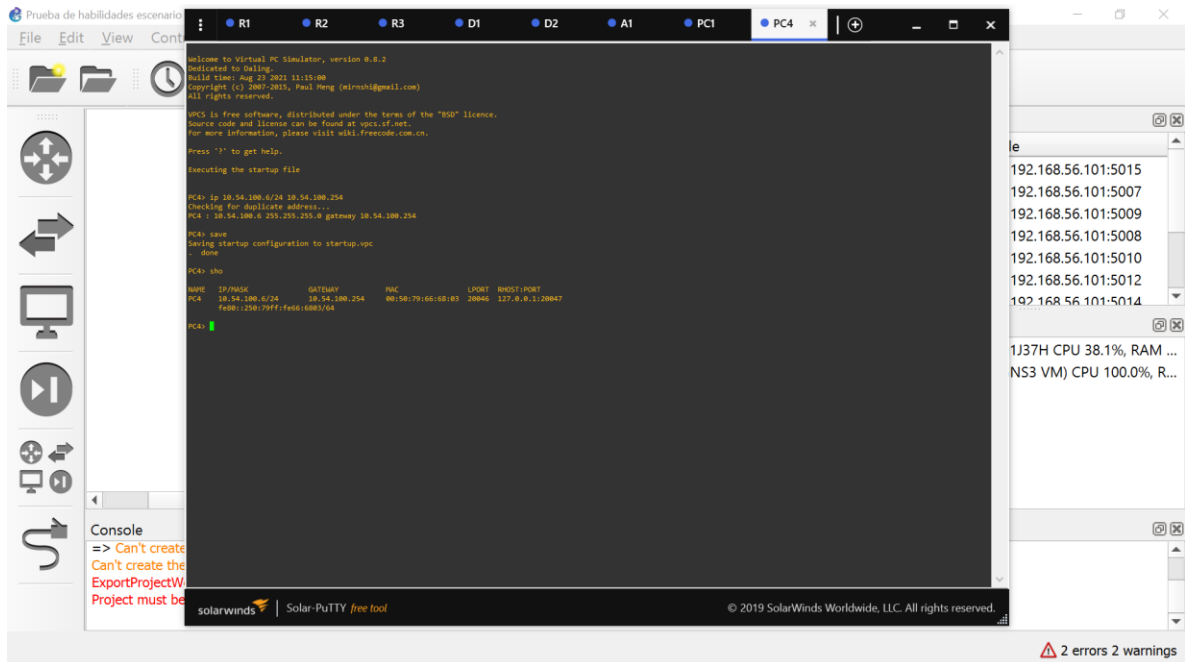 Prueba de habilidades escenario
File Edit View Cont
R1 R2 R3 D1 D2 A1 PC1 PC4
Welcome to Virtual PC Simulator, version 0.8.2
Dedicated to Daling.
Build time: Aug 23 2021 11:15:00
Copyright (c) 2007-2015, Paul Meng (mirnshi@gmail.com)
All rights reserved.
VPCS is free software, distributed under the terms of the "BSD" licence.
Source code and license can be found at vpcs.sf.net.
For more information, please visit wiki.freecode.com.cn.
Press '?' to get help.
Executing the startup file
PC4> ip 10.54.100.6/24 10.54.100.254
Checking for duplicate address...
PC4 : 10.54.100.6 255.255.255.0 gateway 10.54.100.254
PC4> save
Saving startup configuration to startup.vpc
. done
PC4> sho
NAME IP/MASK GATEWAY MAC LPORT RHOST:PORT
PC4 10.54.100.6/24 10.54.100.254 00:50:79:66:68:03 20046 127.0.0.1:20047
fe80::250:79ff:fe66:6803/64
PC4>
le
192.168.56.101:5015
192.168.56.101:5007
192.168.56.101:5009
192.168.56.101:5008
192.168.56.101:5010
192.168.56.101:5012
192.168.56.101:5014
1J37H CPU 38.1%, RAM ...
NS3 VM) CPU 100.0%, R...
Console
=> Can't create
Can't create the
ExportProjectW
Project must be
solarwinds Solar-PuTTY free tool
© 2019 SolarWinds Worldwide, LLC. All rights reserved.
2 errors 2 warnings